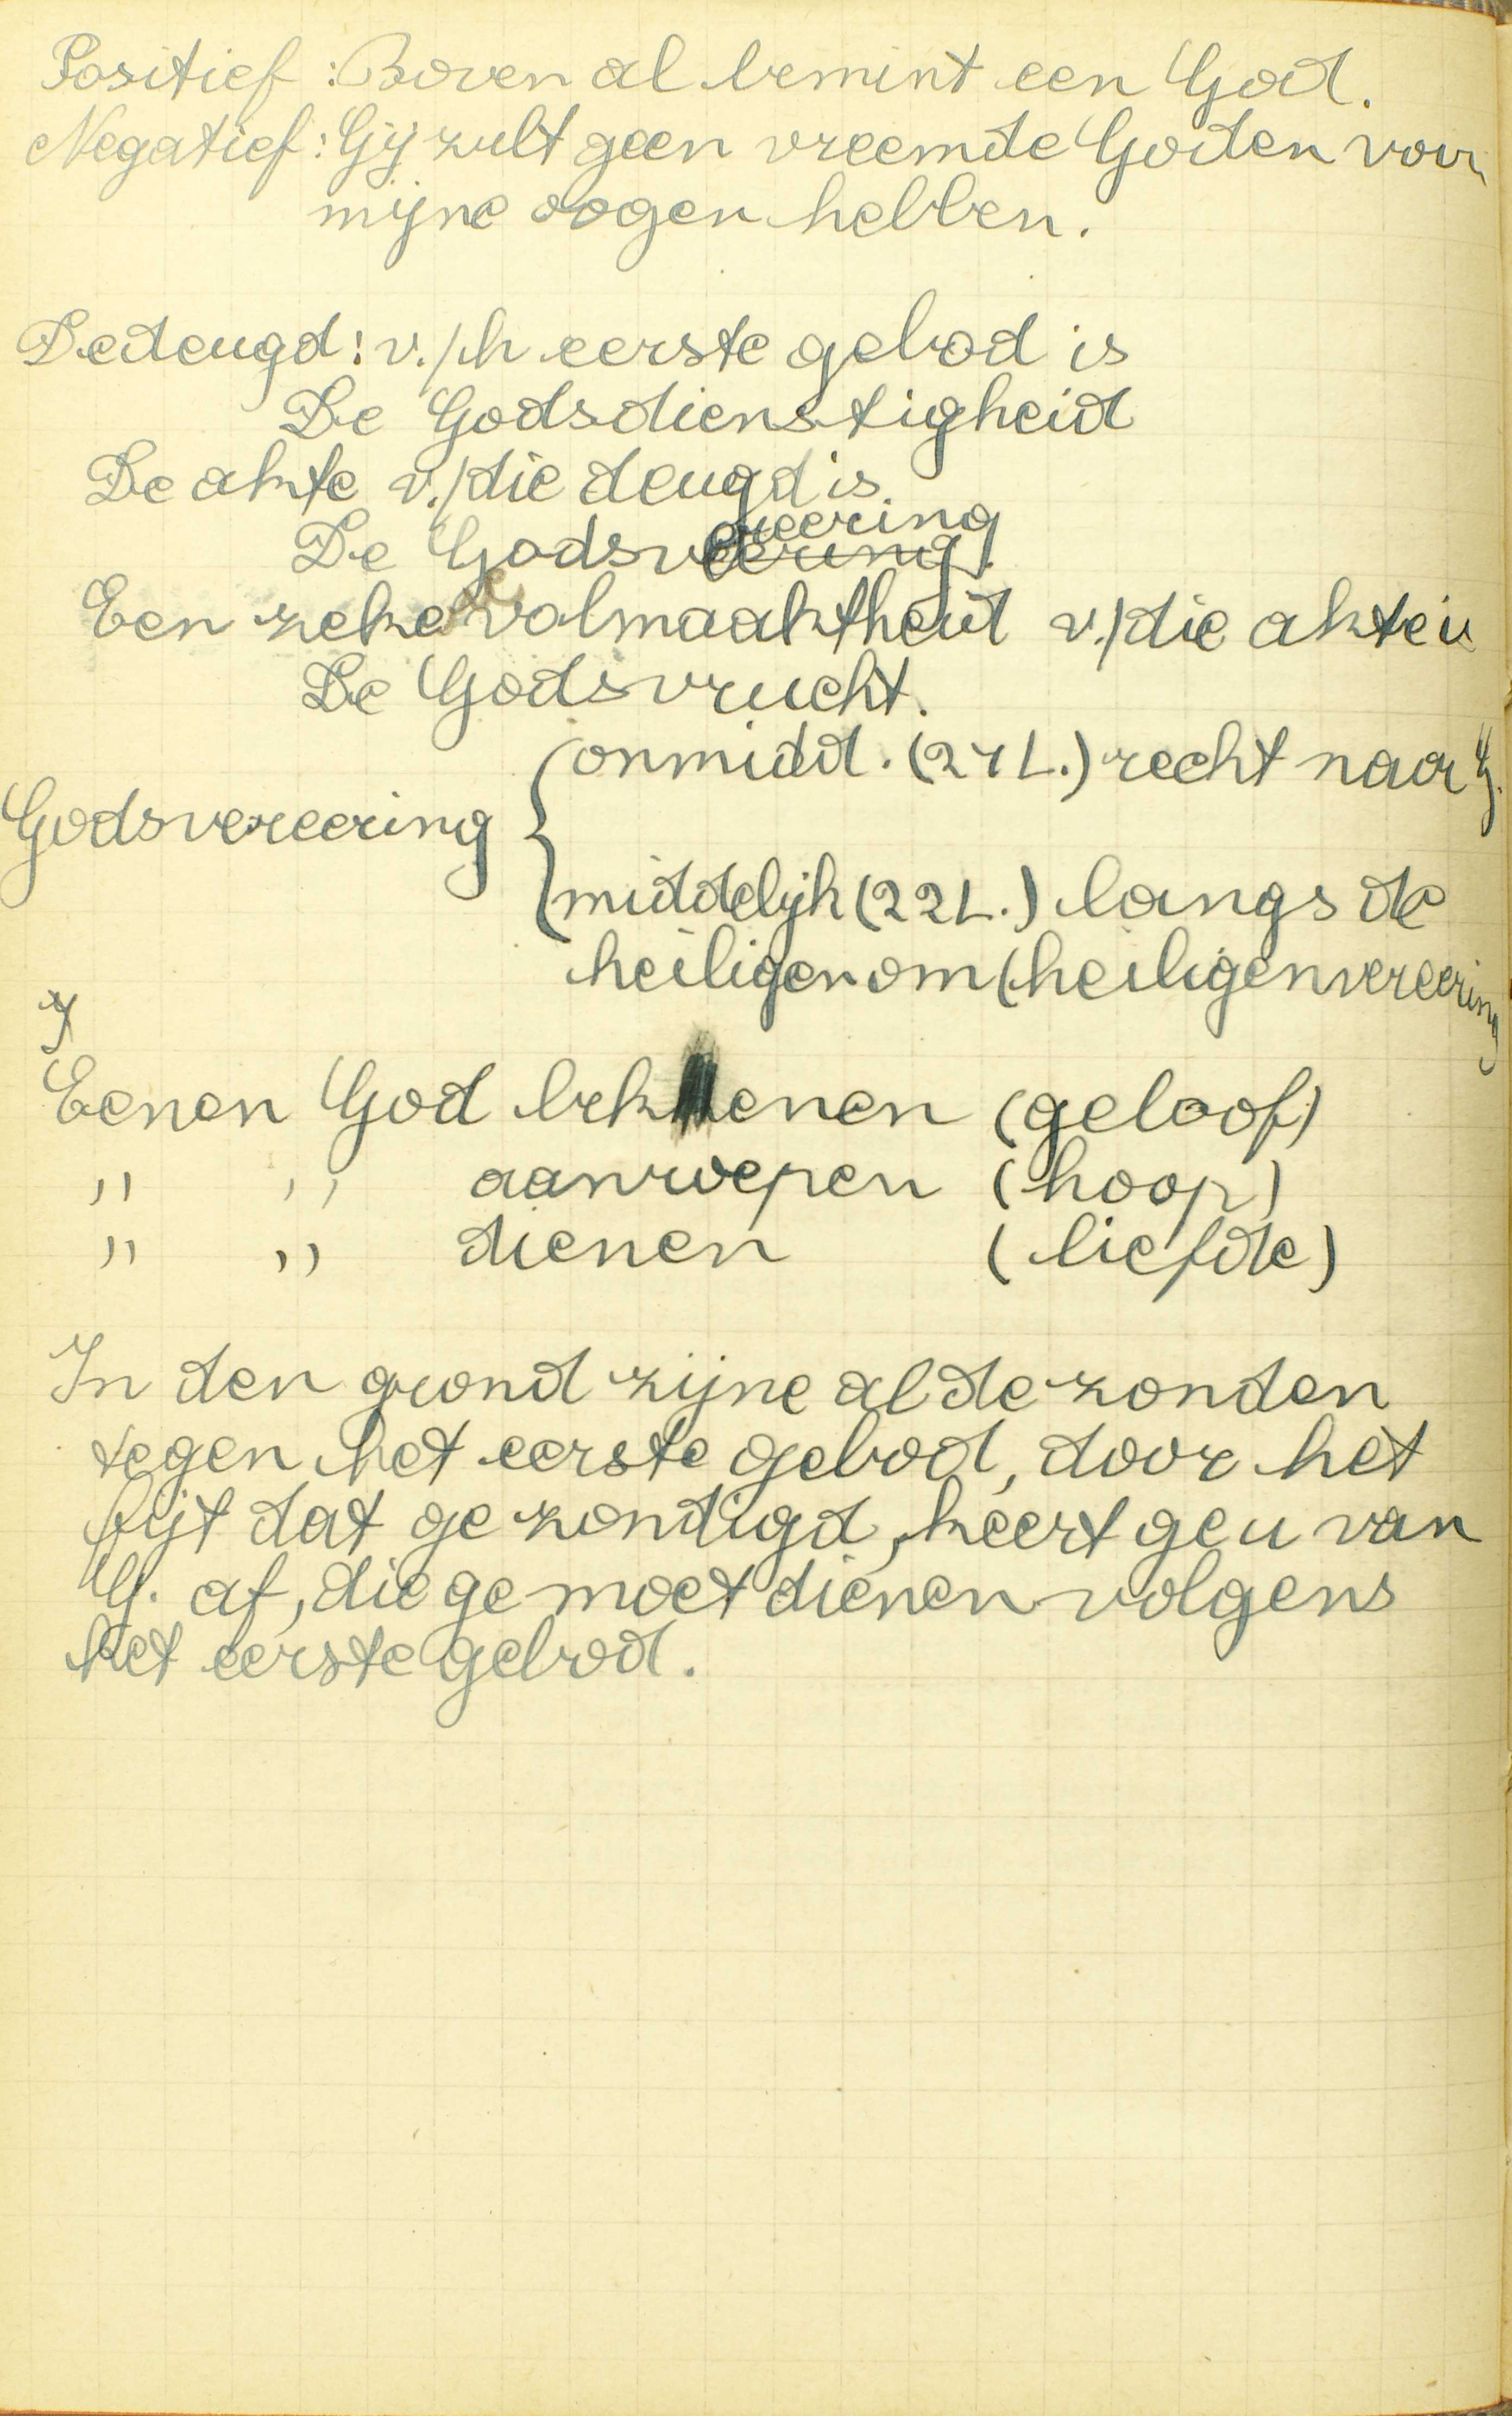 Positief : Boven al bemint een God.
Negatief : Gij zult geen vreemde Goden voor
mijne oogen hebben.
De deugd : v./h eerste gebod is
De Godsdienstigheid
De akte v./die deugd is
De Godsvereering
Een zekere volmaaktheid v./die akte is
De Godsvrucht.
onmidd. (21 L.) recht naar G.
Godsvereering {
middelijk (22 L.) langs de
heiligen om (heiligenvereering
I
Eenen God bekenen (geloof)
" " aanroepen (hoop)
" " dienen (liefde)
In den grond zijne al de zonden
tegen het eerste gebod, door het
fijt dat ge zondigd, keert ge u van
G. af, die ge moet dienen volgens
het eerste gebod.